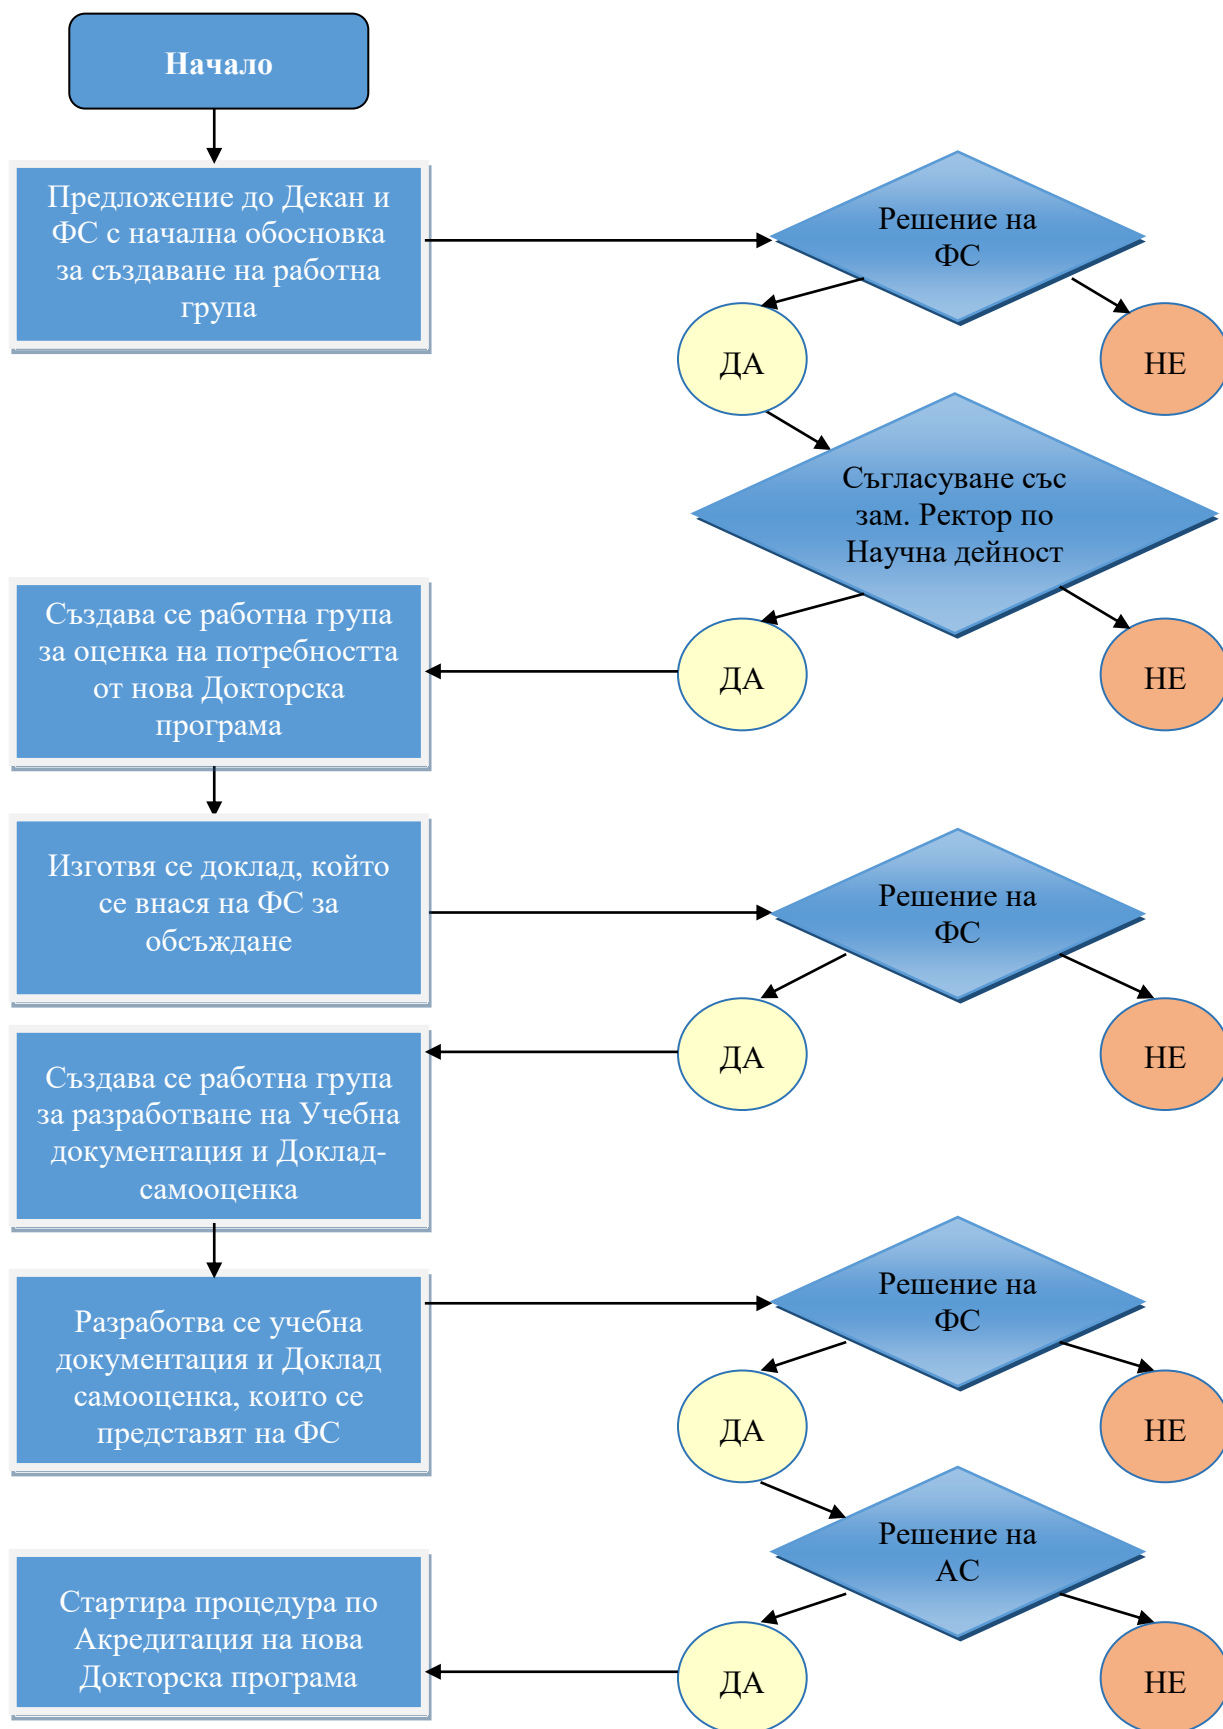 Начало
Предложение до Декан и
ФС с начална обосновка
за създаване на работна
група
Решение на
ФС
ДА
НЕ
Съгласуване със
зам. Ректор по
Научна дейност
ДА
НЕ
Създава се работна група
за оценка на потребността
от нова Докторска
програма
Изготвя се доклад, който
се внася на ФС за
обсъждане
Решение на
ФС
ДА
НЕ
Създава се работна група
за разработване на Учебна
документация и Доклад-
самооценка
Разработва се учебна
документация и Доклад
самооценка, които се
представят на ФС
Решение на
ФС
ДА
НЕ
Решение на
АС
ДА
НЕ
Стартира процедура по
Акредитация на нова
Докторска програма